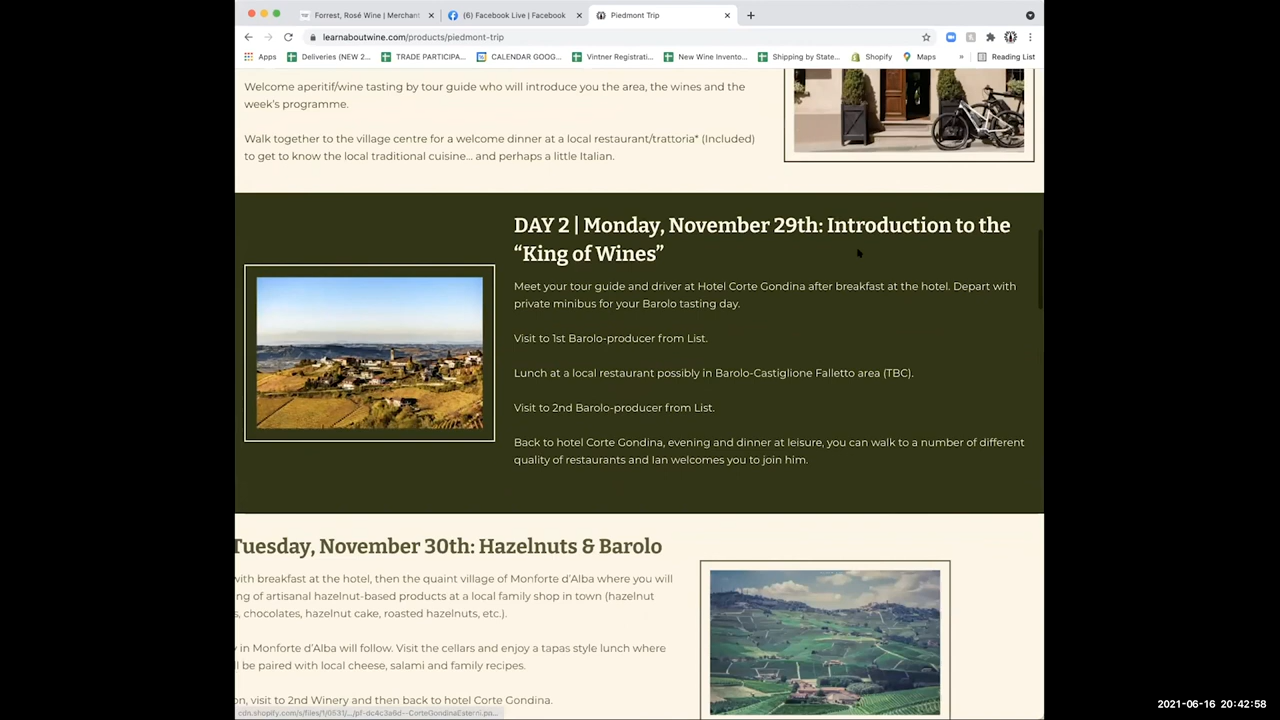 Forrest, Rosé Wine | Merchan
(6) Facebook Live | Facebook
Piedmont Trip
learnaboutwine.com/products/piedmont-trip
Apps
Deliveries (NEW 2...
TRADE PARTICIPA...
CALENDAR GOOG...
Vintner Registrati...
New Wine Invento...
Shipping by State...
Shopify
Maps
»
Reading List
Welcome aperitif/wine tasting by tour guide who will introduce you the area, the wines and the
week's programme.
Walk together to the village centre for a welcome dinner at a local restaurant/trattoria* (Included)
to get to know the local traditional cuisine... and perhaps a little Italian.
DAY 2 | Monday, November 29th: Introduction to the
“King of Wines”
Meet your tour guide and driver at Hotel Corte Gondina after breakfast at the hotel. Depart with
private minibus for your Barolo tasting day.
Visit to 1st Barolo-producer from List.
Lunch at a local restaurant possibly in Barolo-Castiglione Falletto area (TBC).
Visit to 2nd Barolo-producer from List.
Back to hotel Corte Gondina, evening and dinner at leisure, you can walk to a number of different
quality of restaurants and Ian welcomes you to join him.
Tuesday, November 30th: Hazelnuts & Barolo
with breakfast at the hotel, then the quaint village of Monforte d'Alba where you will
ng of artisanal hazelnut-based products at a local family shop in town (hazelnut
s, chocolates, hazelnut cake, roasted hazelnuts, etc.).
in Monforte d'Alba will follow. Visit the cellars and enjoy a tapas style lunch where
ll be paired with local cheese, salami and family recipes.
on, visit to 2nd Winery and then back to hotel Corte Gondina.
2021-06-16 20:42:58